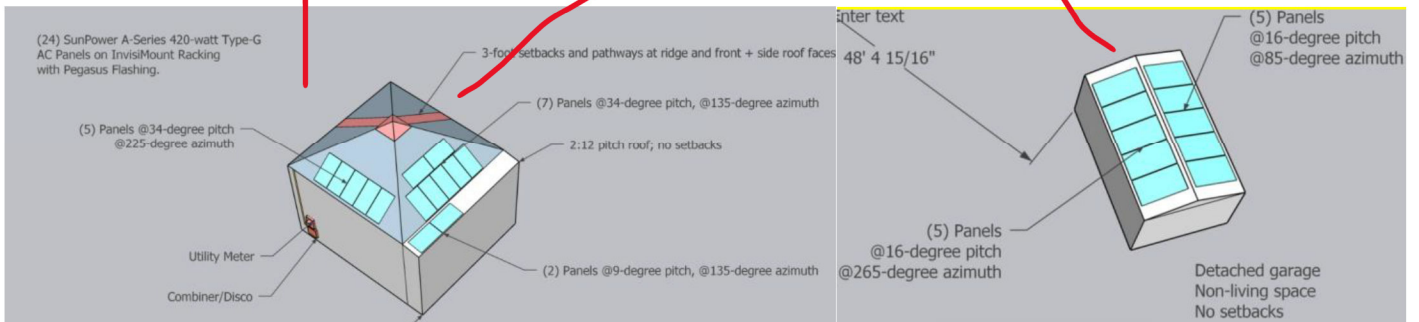 (24) SunPower A-Series 420-watt Type-G
AC Panels on InvisiMount Racking
with Pegasus Flashing.
3-foot setbacks and pathways at ridge and front + side roof faces
(7) Panels @34-degree pitch, @135-degree azimuth
(5) Panels @34-degree pitch
@225-degree azimuth
2:12 pitch roof; no setbacks
Utility Meter
(2) Panels @9-degree pitch, @135-degree azimuth
Combiner/Disco
Enter text
48' 4 15/16"
(5) Panels
@16-degree pitch
@85-degree azimuth
(5) Panels
@16-degree pitch
@265-degree azimuth
Detached garage
Non-living space
No setbacks